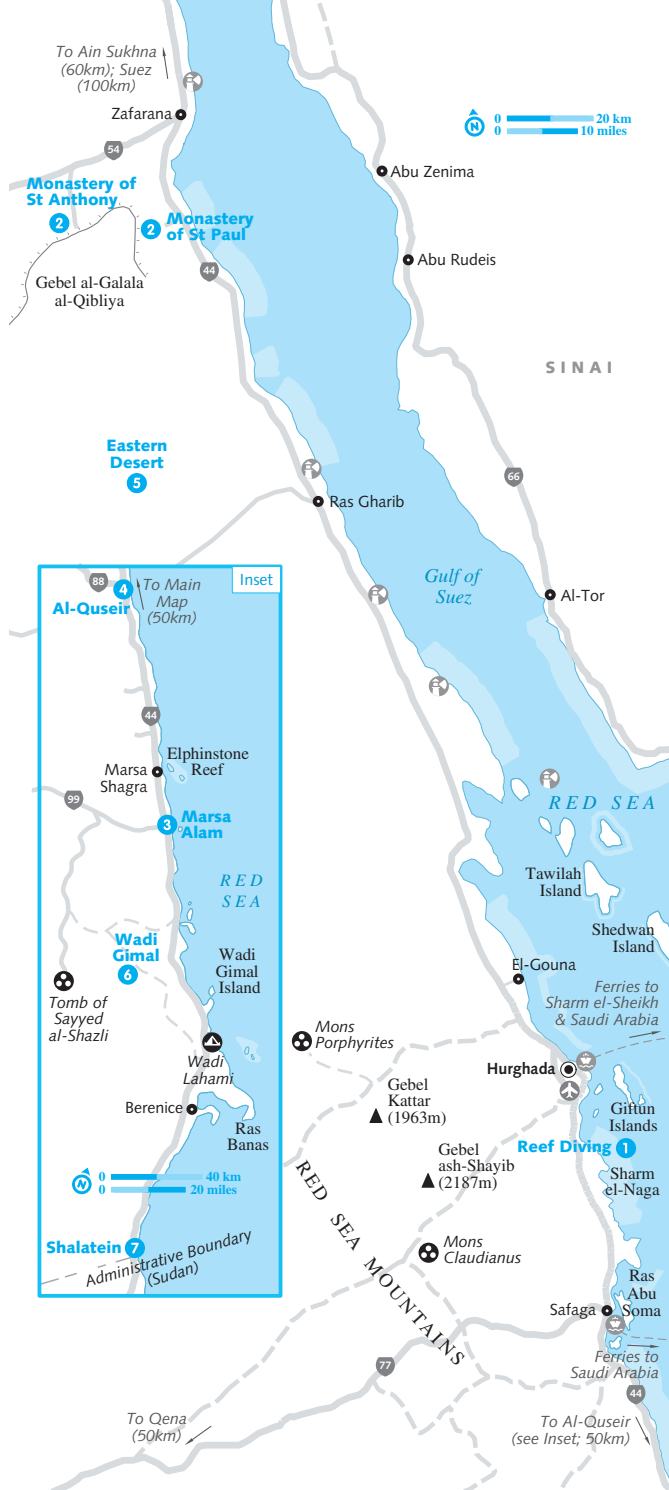 To Ain Sukhna
(60km); Suez
(100km)
Zafarana
0 20 km
0 10 miles
54
Abu Zenima
Monastery of
St Anthony
2
2
Monastery
of St Paul
Abu Rudeis
44
Gebel al-Galala
al-Qibliya
SINAI
Eastern
Desert
5
66
Ras Gharib
Gulf of
Suez
Al-Tor
Inset
88
4
To Main
Map
(50km)
Al-Quseir
44
Elphinstone
Reef
Marsa
Shagra
99
3
Marsa
Alam
RED
SEA
Wadi
Gimal
6
Wadi
Gimal
Island
Tomb of
Sayyed
al-Shazli
Wadi
Lahami
Berenice
Ras
Banas
N
0 40 km
0 20 miles
Shalatein
7
Administrative Boundary
(Sudan)
RED SEA
Tawilah
Island
Shedwan
Island
El-Gouna
Ferries to
Sharm el-Sheikh
& Saudi Arabia
Mons
Porphyrites
Hurghada
Gebel
Kattar
(1963m)
Giftun
Islands
Reef Diving
1
Gebel
ash-Shayib
(2187m)
Sharm
el-Naga
RED SEA MOUNTAINS
Mons
Claudianus
Ras
Abu
Soma
Safaga
Ferries to
Saudi Arabia
77
44
To Qena
(50km)
To Al-Quseir
(see Inset; 50km)
N